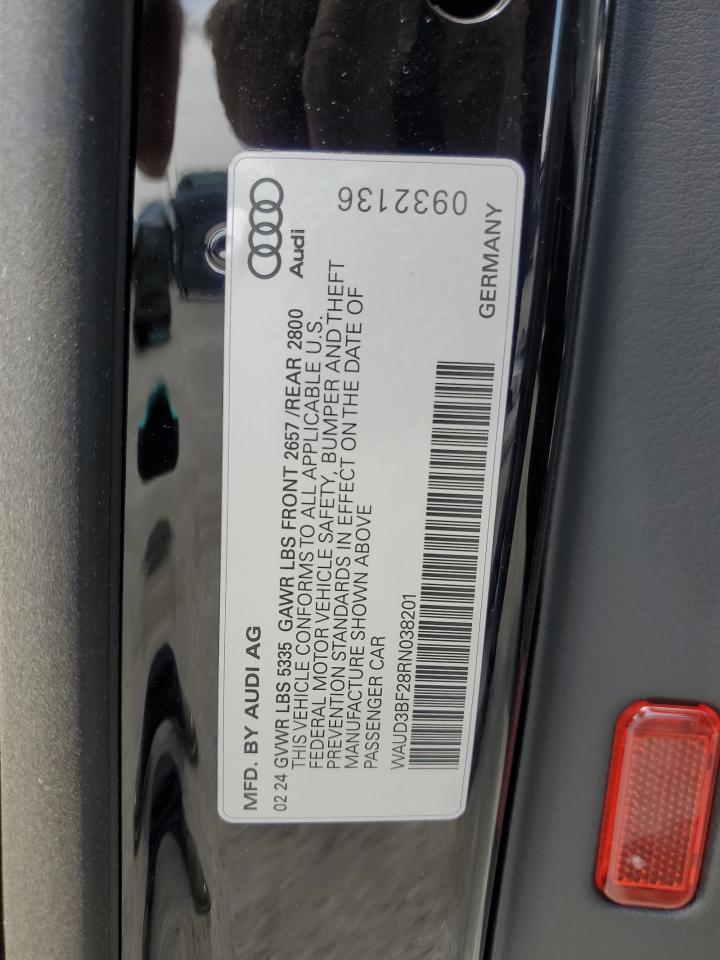 MFD. BY AUDI AG
Audi
02 24 GVWR LBS 5335 GAWR LBS FRONT 2657/REAR 2800
THIS VEHICLE CONFORMS TO ALL APPLICABLE U.S.
FEDERAL MOTOR VEHICLE SAFETY, BUMPER AND THEFT
PREVENTION STANDARDS IN EFFECT ON THE DATE OF
MANUFACTURE SHOWN ABOVE
PASSENGER CAR
0932136
WAUD3BF28RN038201
GERMANY